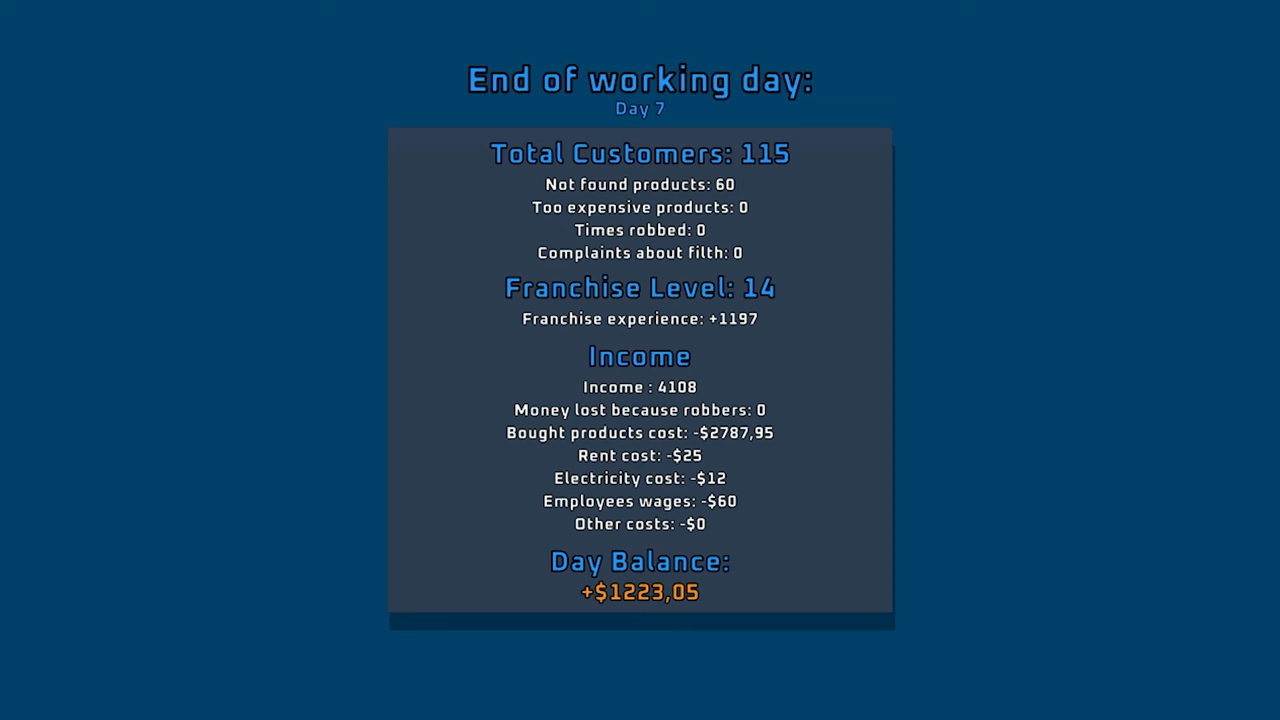 End of working day:
Day 7
Total Customers: 115
Not found products: 60
Too expensive products: 0
Times robbed: 0
Complaints about filth: 0
Franchise Level: 14
Franchise experience: +1197
Income
Income : 4108
Money lost because robbers: 0
Bought products cost: -$2787,95
Rent cost: -$25
Electricity cost: -$12
Employees wages: -$60
Other costs: -$0
Day Balance:
+$1223,05